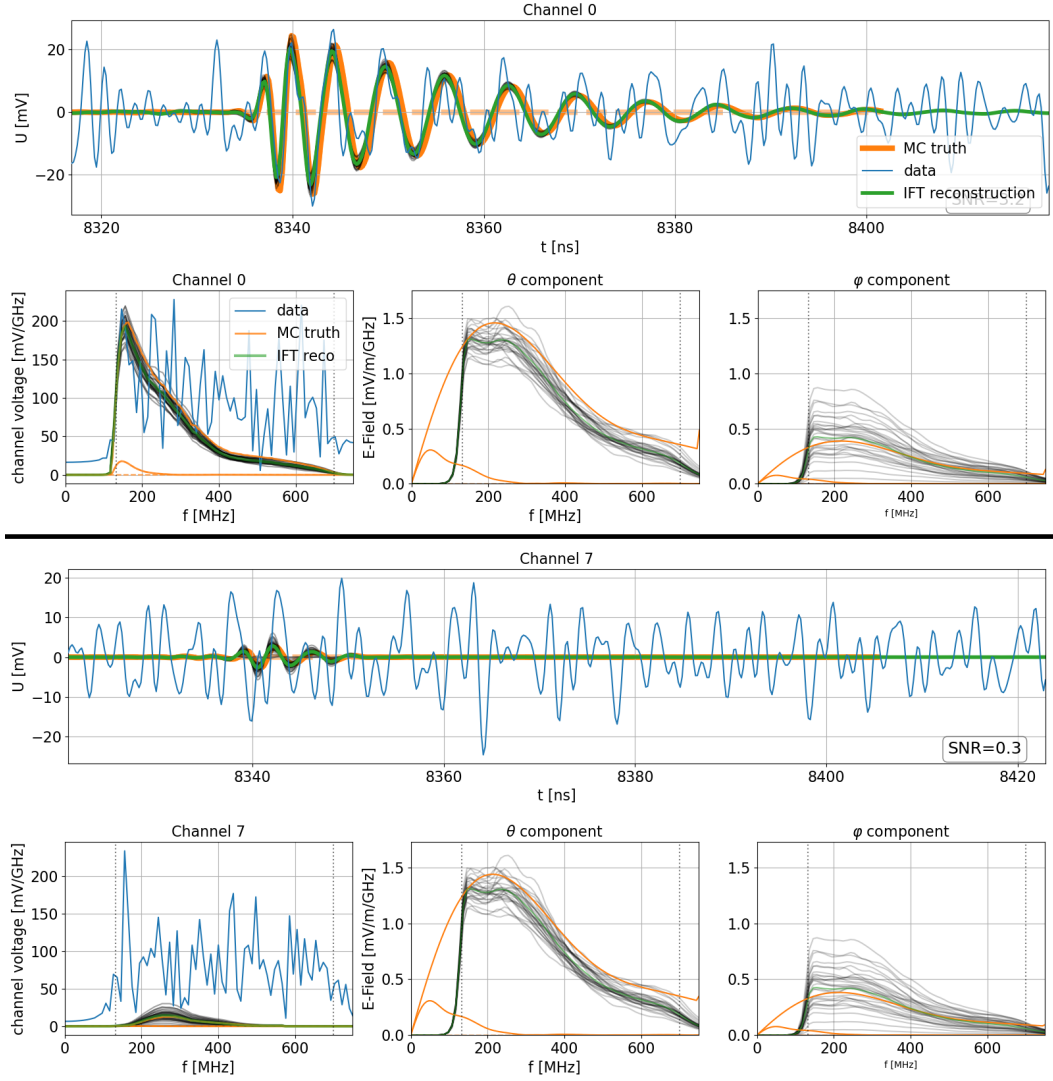 Channel 0
U [mV]
20
0
−20
MC truth
data
IFT reconstruction
8320
8340
8360
8380
8400
t [ns]
Channel 0
channel voltage [mV/GHz]
200
150
100
50
0
data
MC truth
IFT reco
0
200
400
600
f [MHz]
θ component
E-Field [mV/m/GHz]
1.5
1.0
0.5
0.0
0
200
400
600
f [MHz]
φ component
1.5
1.0
0.5
0.0
0
200
400
600
f [MHz]
Channel 7
U [mV]
20
10
0
−10
−20
SNR=0.3
8340
8360
8380
8400
8420
t [ns]
Channel 7
channel voltage [mV/GHz]
200
150
100
50
0
0
200
400
600
f [MHz]
θ component
E-Field [mV/m/GHz]
1.5
1.0
0.5
0.0
0
200
400
600
f [MHz]
φ component
1.5
1.0
0.5
0.0
0
200
400
600
f [MHz]